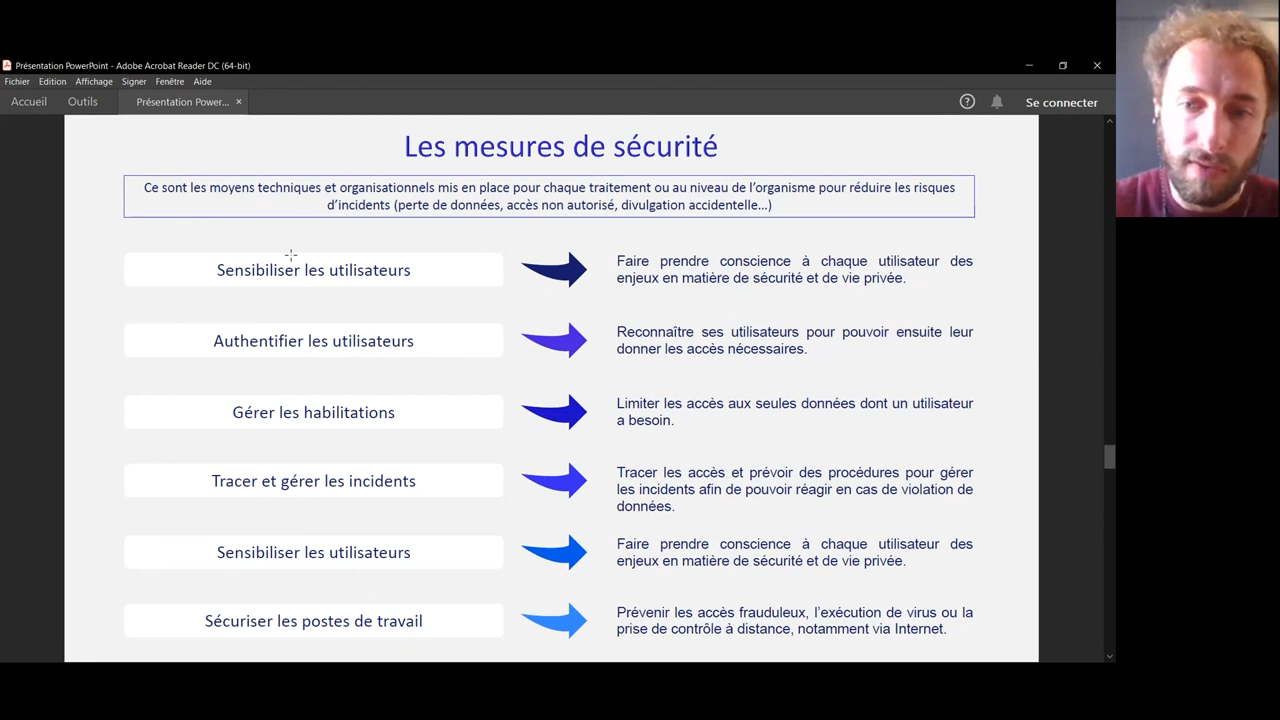 Présentation PowerPoint - Adobe Acrobat Reader DC (64-bit)
Fichier Edition Affichage Signer Fenêtre Aide
Accueil Outils Présentation Power... × Se connecter
Les mesures de sécurité
Ce sont les moyens techniques et organisationnels mis en place pour chaque traitement ou au niveau de l'organisme pour réduire les risques
d'incidents (perte de données, accès non autorisé, divulgation accidentelle...)
Sensibiliser les utilisateurs
Faire prendre conscience à chaque utilisateur des
enjeux en matière de sécurité et de vie privée.
Authentifier les utilisateurs
Reconnaître ses utilisateurs pour pouvoir ensuite leur
donner les accès nécessaires.
Gérer les habilitations
Limiter les accès aux seules données dont un utilisateur
a besoin.
Tracer et gérer les incidents
Tracer les accès et prévoir des procédures pour gérer
les incidents afin de pouvoir réagir en cas de violation de
données.
Sensibiliser les utilisateurs
Faire prendre conscience à chaque utilisateur des
enjeux en matière de sécurité et de vie privée.
Sécuriser les postes de travail
Prévenir les accès frauduleux, l'exécution de virus ou la
prise de contrôle à distance, notamment via Internet.